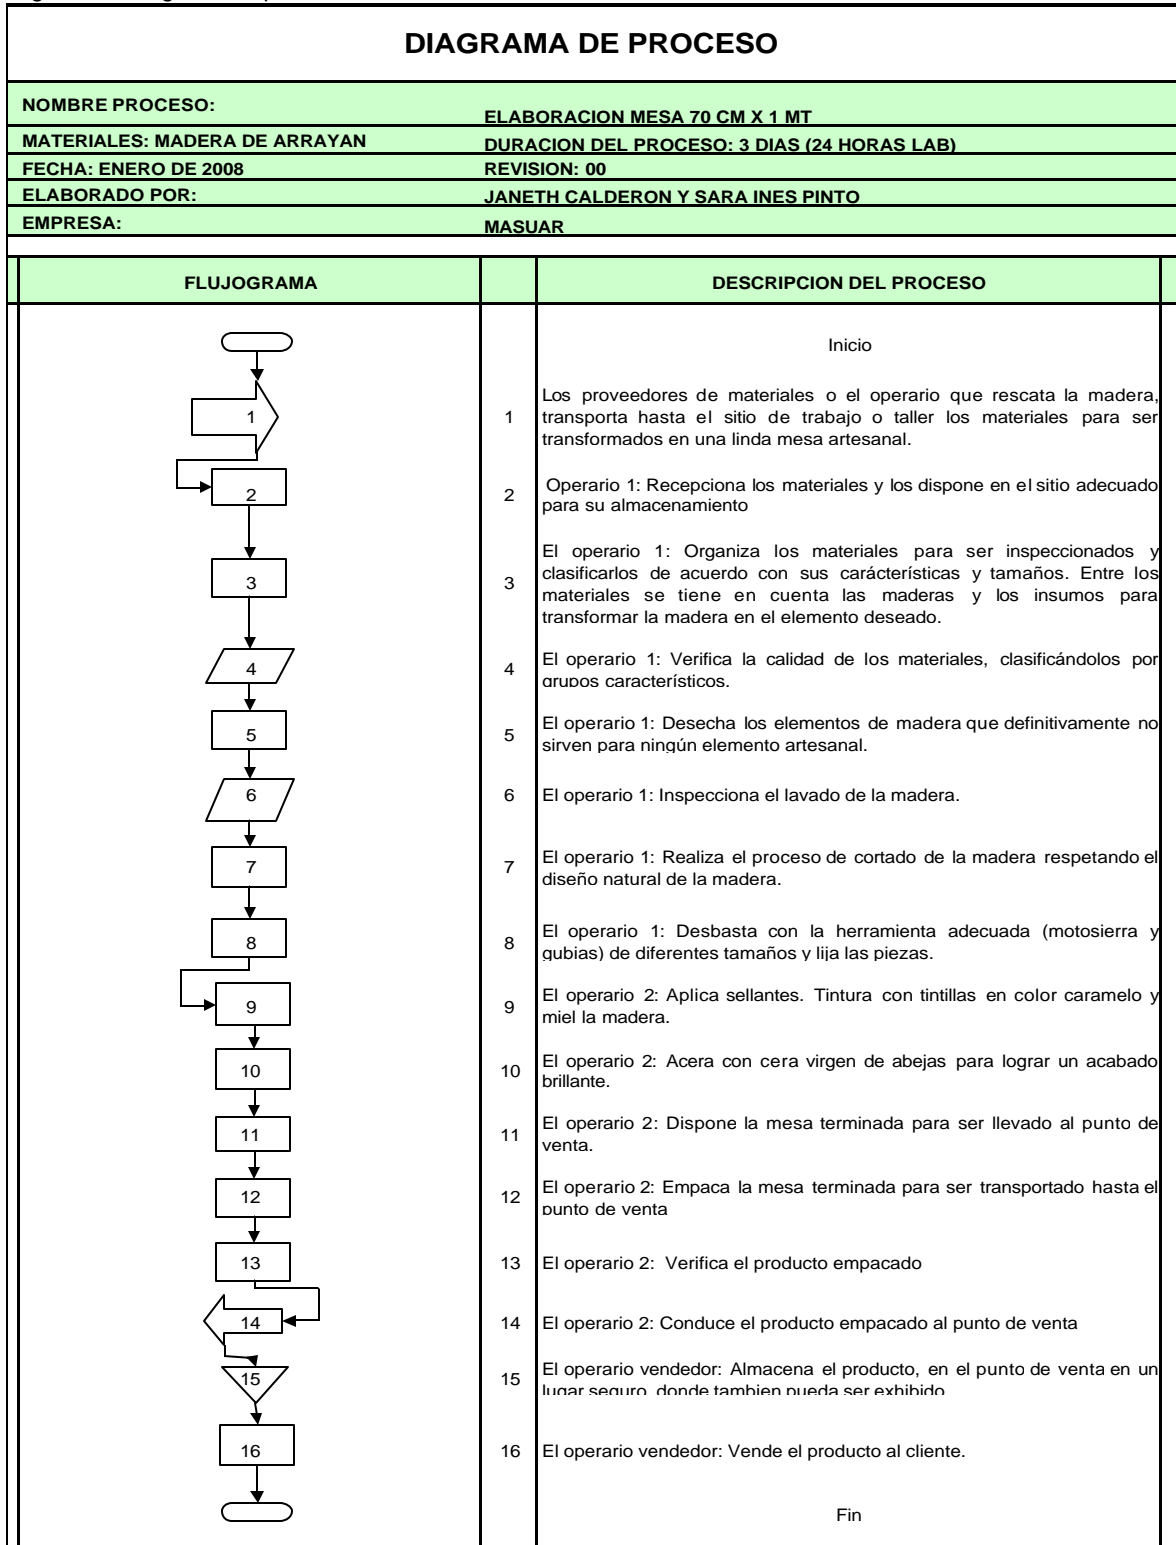 DIAGRAMA DE PROCESO
NOMBRE PROCESO: ELABORACION MESA 70 CM X 1 MT
MATERIALES: MADERA DE ARRAYAN DURACION DEL PROCESO: 3 DIAS (24 HORAS LAB)
FECHA: ENERO DE 2008 REVISION: 00
ELABORADO POR: JANETH CALDERON Y SARA INES PINTO
EMPRESA: MASUAR
FLUJOGRAMA DESCRIPCION DEL PROCESO
Inicio
1 1 Los proveedores de materiales o el operario que rescata la madera,
transporta hasta el sitio de trabajo o taller los materiales para ser
transformados en una linda mesa artesanal.
2 2 Operario 1: Recepciona los materiales y los dispone en el sitio adecuado
para su almacenamiento
3 3 El operario 1: Organiza los materiales para ser inspeccionados y
clasificarlos de acuerdo con sus carácterísticas y tamaños. Entre los
materiales se tiene en cuenta las maderas y los insumos para
transformar la madera en el elemento deseado.
4 4 El operario 1: Verifica la calidad de los materiales, clasificándolos por
grupos característicos.
5 5 El operario 1: Desecha los elementos de madera que definitivamente no
sirven para ningún elemento artesanal.
6 6 El operario 1: Inspecciona el lavado de la madera.
7 7 El operario 1: Realiza el proceso de cortado de la madera respetando el
diseño natural de la madera.
8 8 El operario 1: Desbasta con la herramienta adecuada (motosierra y
gubias) de diferentes tamaños y lija las piezas.
9 9 El operario 2: Aplica sellantes. Tintura con tintillas en color caramelo y
miel la madera.
10 10 El operario 2: Acera con cera virgen de abejas para lograr un acabado
brillante.
11 11 El operario 2: Dispone la mesa terminada para ser llevado al punto de
venta.
12 12 El operario 2: Empaca la mesa terminada para ser transportado hasta el
punto de venta
13 13 El operario 2: Verifica el producto empacado
14 14 El operario 2: Conduce el producto empacado al punto de venta
15 15 El operario vendedor: Almacena el producto, en el punto de venta en un
lugar seguro, donde tambien pueda ser exhibido
16 16 El operario vendedor: Vende el producto al cliente.
Fin